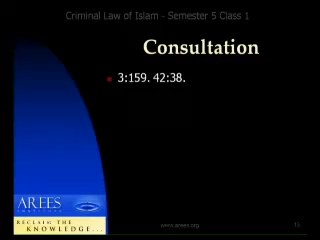 Criminal Law of Islam - Semester 5 Class 1
Consultation
3:159. 42:38.
AREES
RECLAIM THE
KNOWLEDGE...
www.arees.org